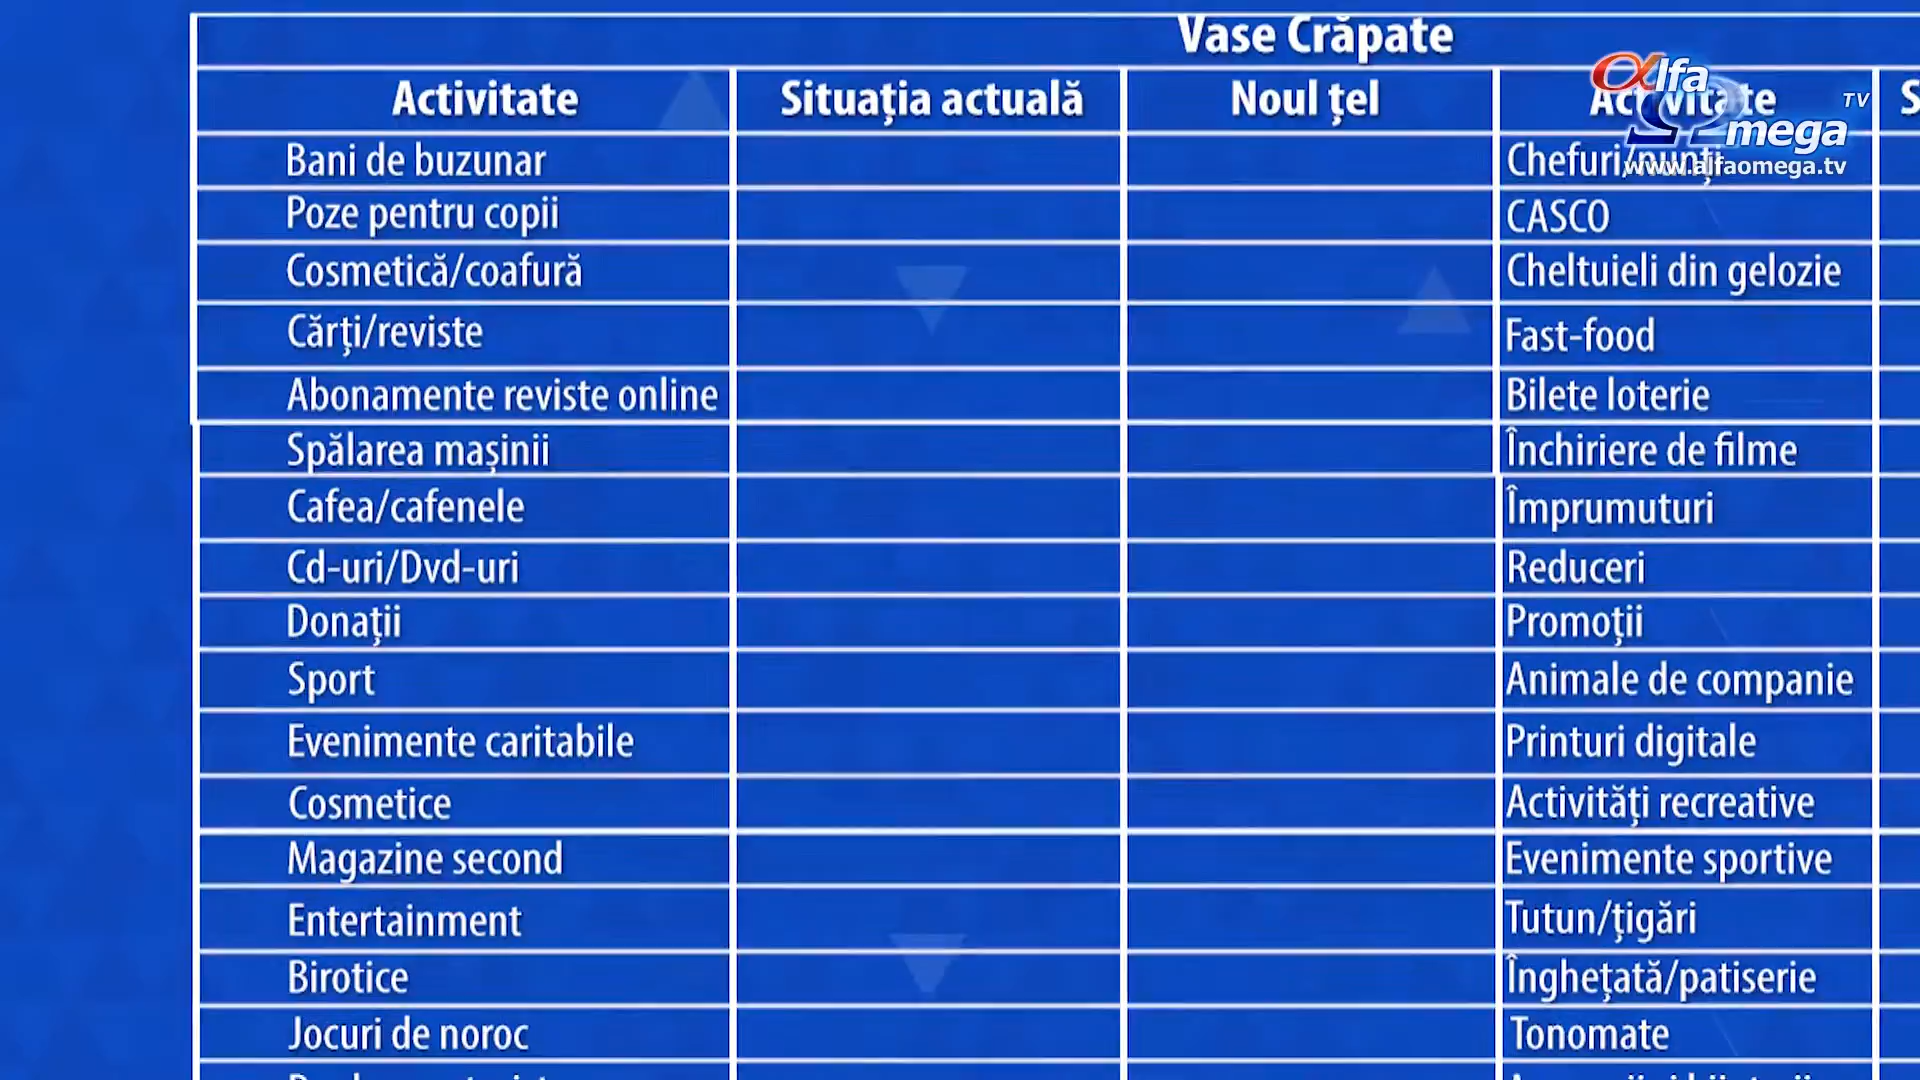 Vase Crăpate
Activitate Situația actuală Noul țel Activitate
Bani de buzunar Chefuri/nunți
Poze pentru copii CASCO
Cosmetică/coafură Cheltuieli din gelozie
Cărți/reviste Fast-food
Abonamente reviste online Bilete loterie
Spălarea mașinii Închiriere de filme
Cafea/cafenele Împrumuturi
Cd-uri/Dvd-uri Reduceri
Donații Promoții
Sport Animale de companie
Evenimente caritabile Printuri digitale
Cosmetice Activități recreative
Magazine second Evenimente sportive
Entertainment Tutun/țigări
Birotice Înghețată/patiserie
Jocuri de noroc Tonomate
Alfa
Omega TV
www.alfaomega.tv